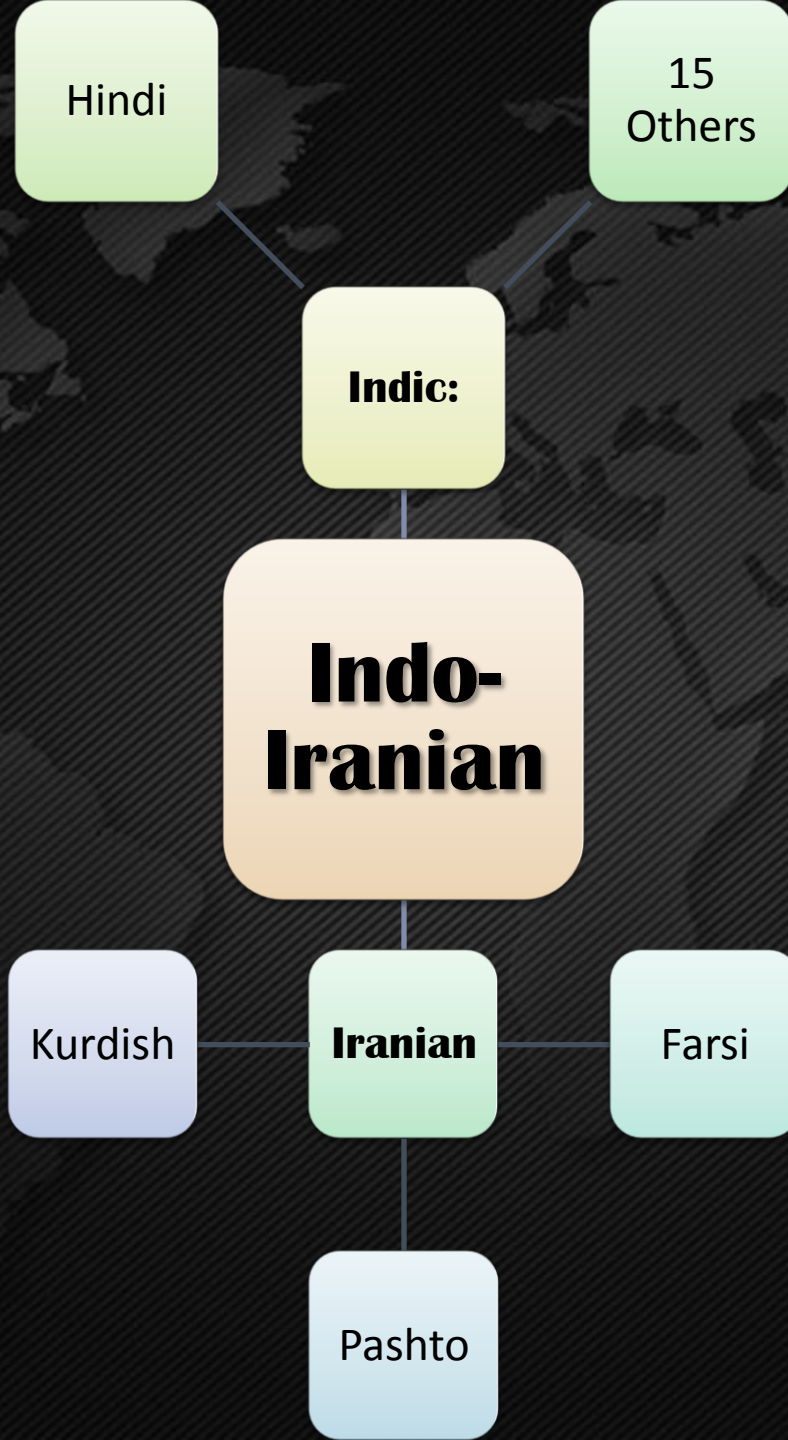 Hindi
15
Others
Indic:
Indo-
Iranian
Kurdish
Iranian
Farsi
Pashto